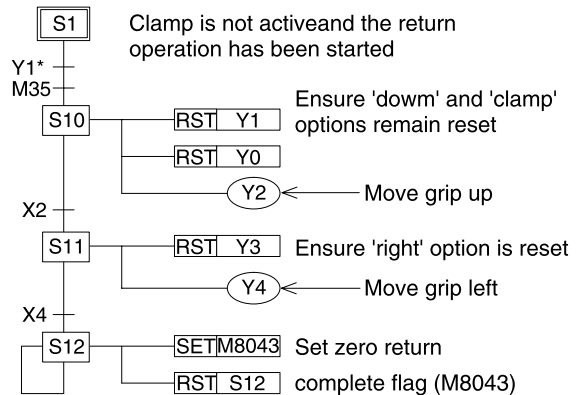 S1
Clamp is not activeand the return
operation has been started
Y1*
M35
S10
RST Y1
Ensure 'dowm' and 'clamp'
options remain reset
RST Y0
Y2
Move grip up
X2
S11
RST Y3
Ensure 'right' option is reset
Y4
Move grip left
X4
S12
SET M8043
Set zero return
RST S12
complete flag (M8043)